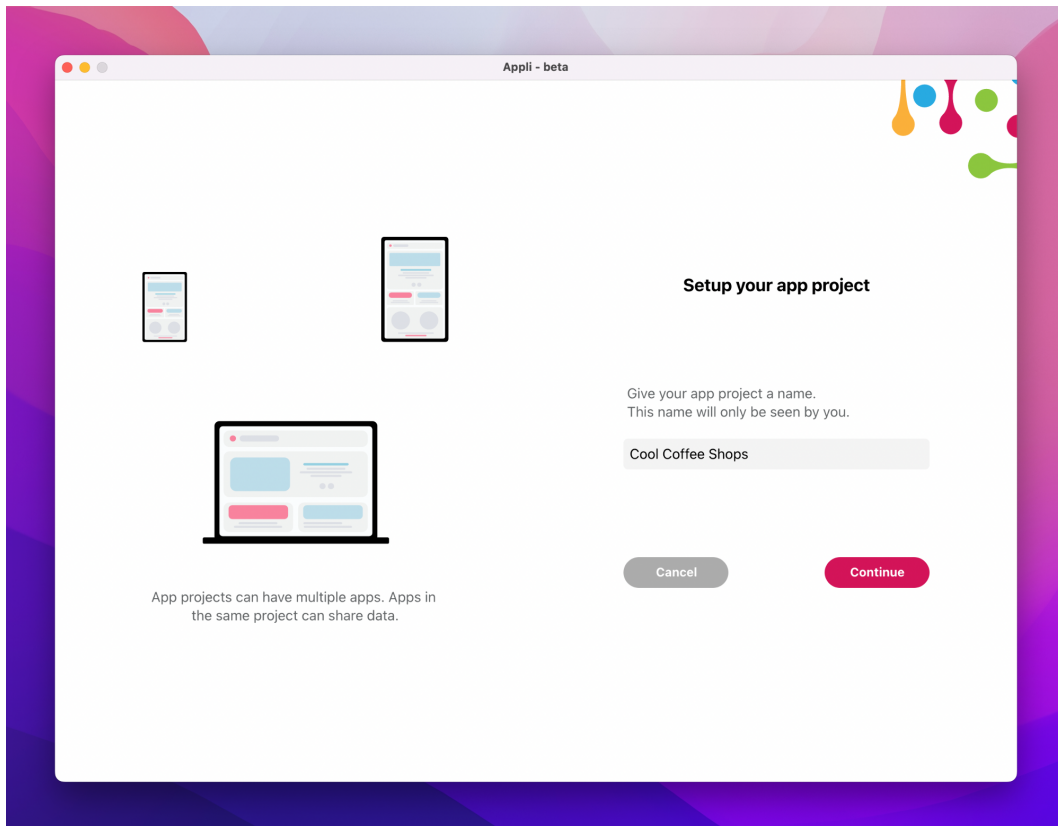 Appli - beta
App projects can have multiple apps. Apps in
the same project can share data.
Setup your app project
Give your app project a name.
This name will only be seen by you.
Cool Coffee Shops
Cancel
Continue